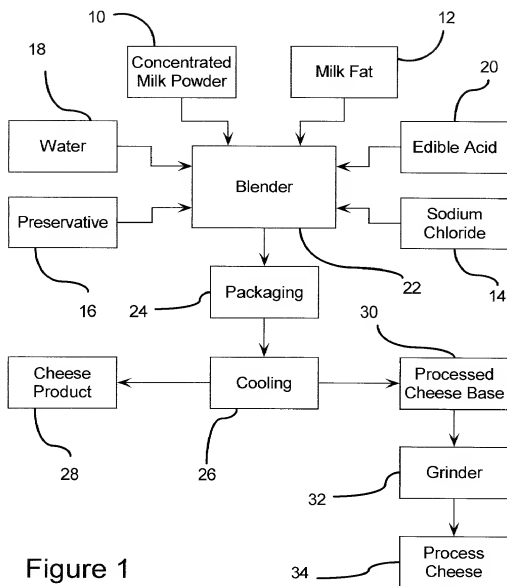 10
12
18
Concentrated
Milk Powder
Milk Fat
20
Water
Edible Acid
Blender
Preservative
Sodium
Chloride
16
24
Packaging
22
14
30
Cheese
Product
Cooling
Processed
Cheese Base
28
26
Grinder
32
Figure 1
Process
Cheese
34